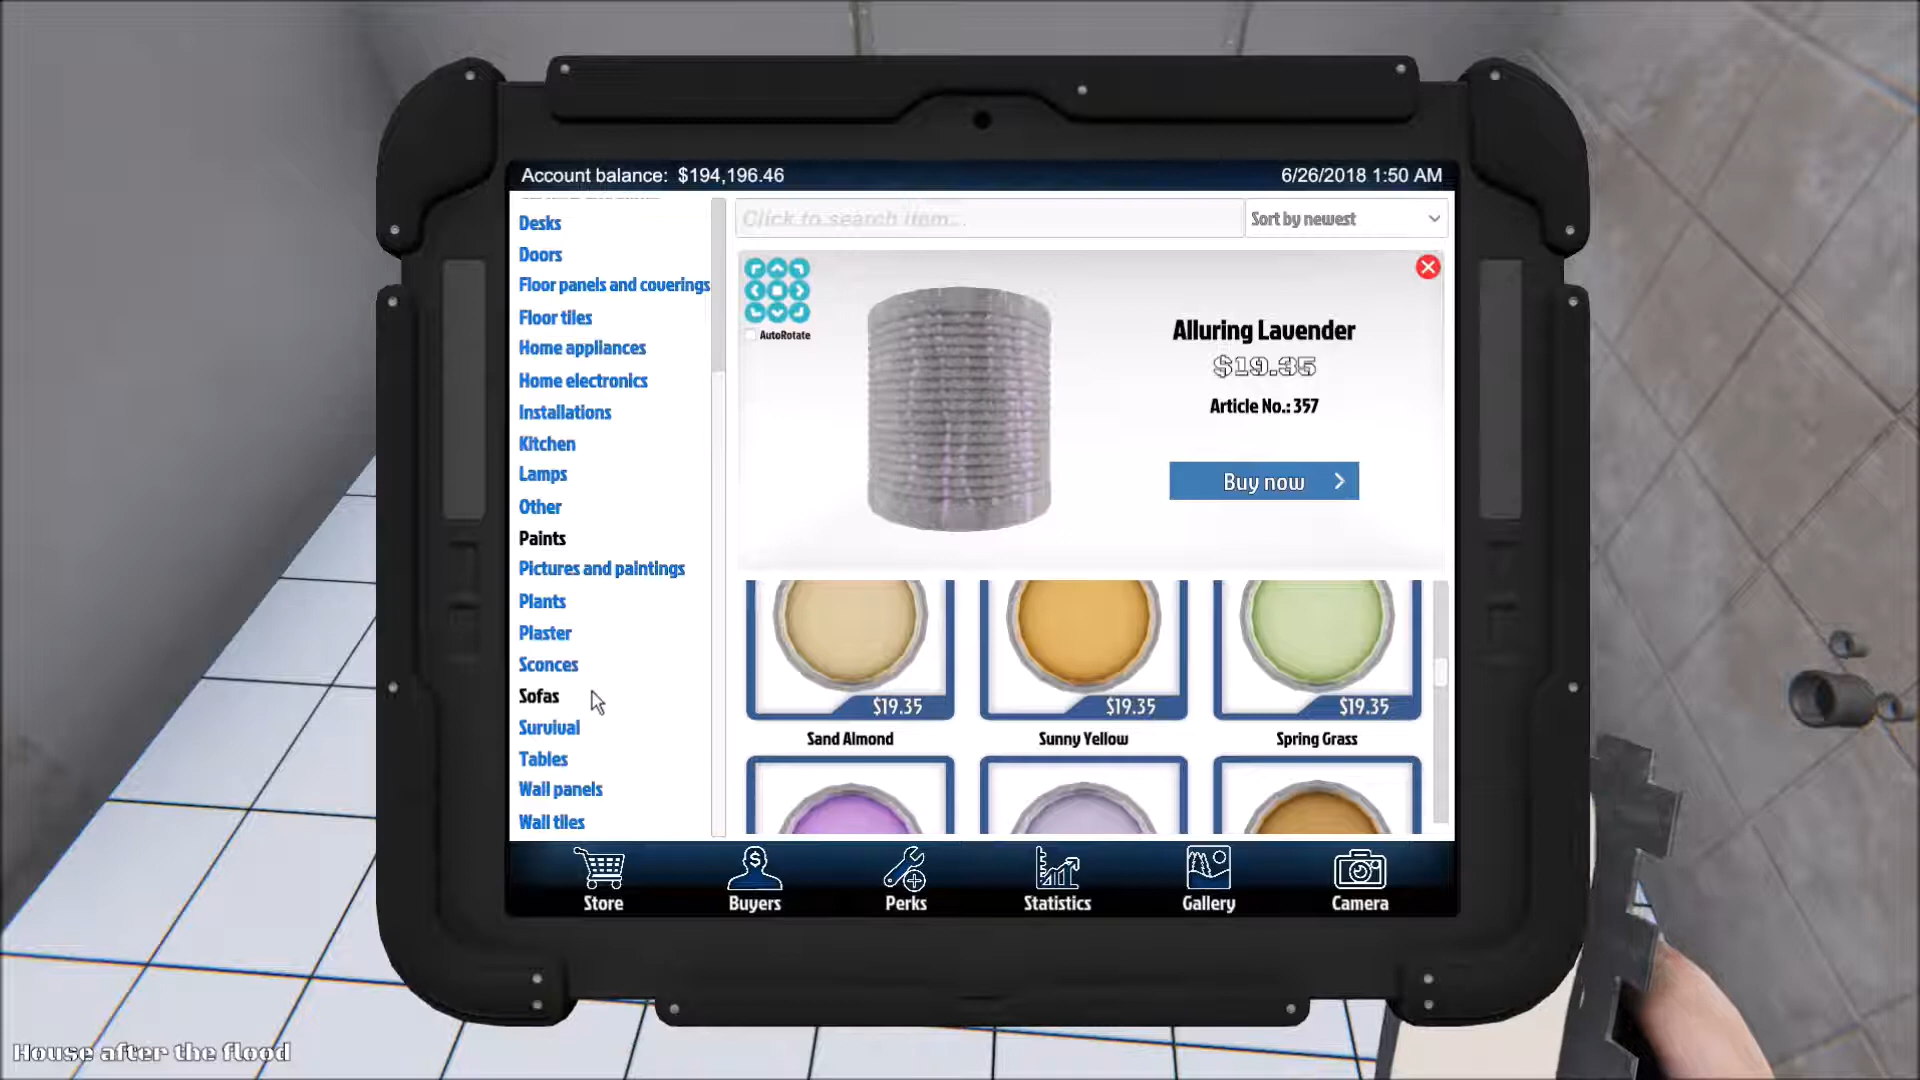 Account balance: $194,196.46
6/26/2018 1:50 AM
Desks
Doors
Floor panels and coverings
Floor tiles
Home appliances
Home electronics
Installations
Kitchen
Lamps
Other
Paints
Pictures and paintings
Plants
Plaster
Sconces
Sofas
Survival
Tables
Wall panels
Wall tiles
Click to search item...
Sort by newest
AutoRotate
Alluring Lavender
$19.35
Article No.: 357
Buy now
$19.35
$19.35
$19.35
Sand Almond
Sunny Yellow
Spring Grass
Store
Buyers
Perks
Statistics
Gallery
Camera
House after the flood